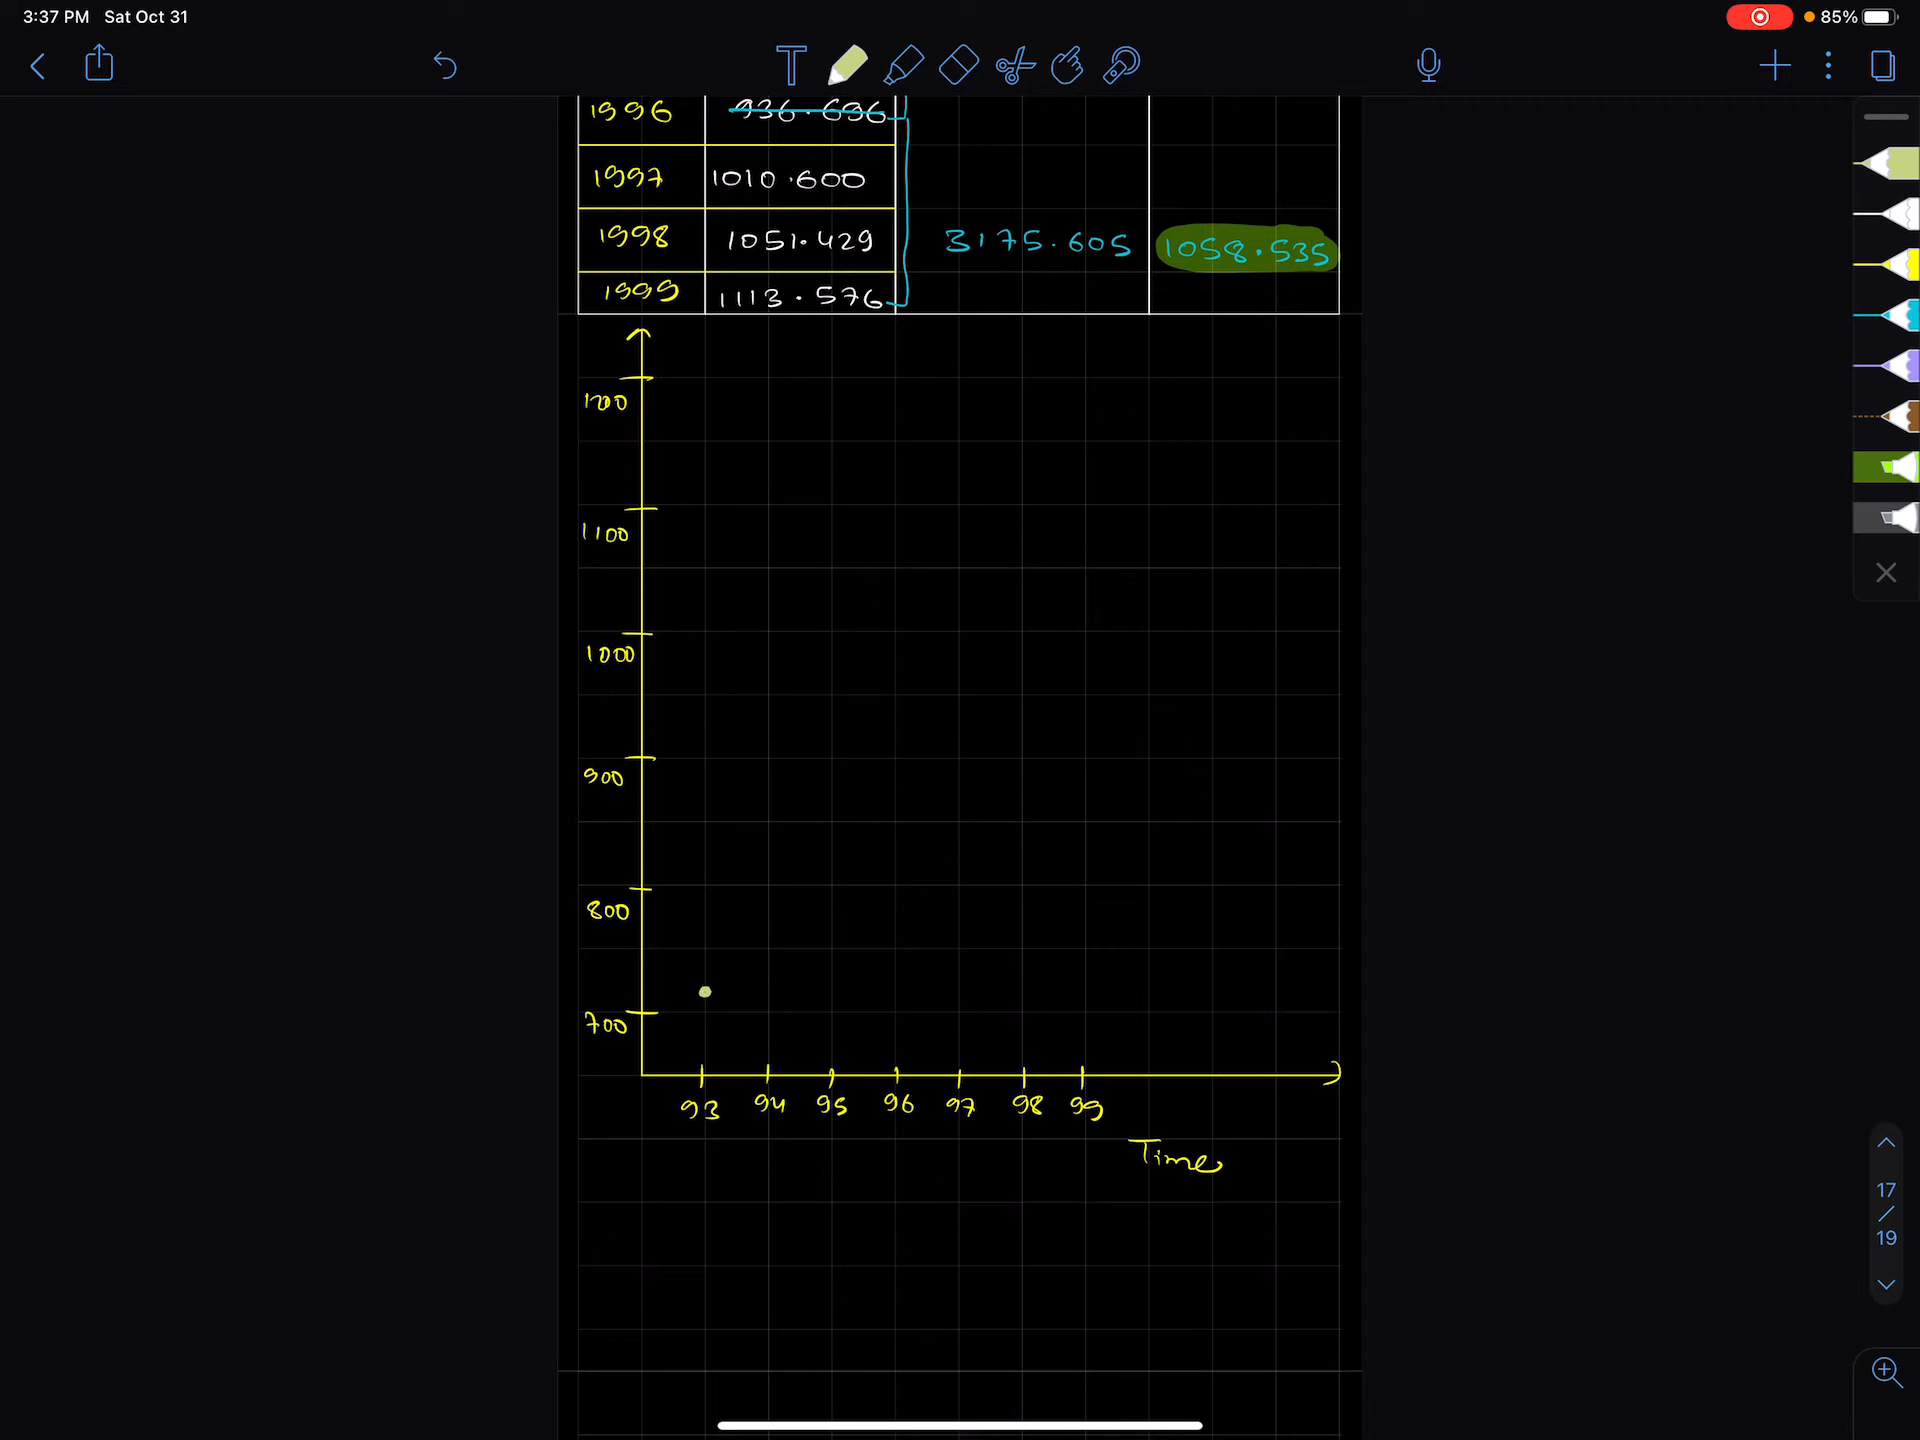 3:37 PM Sat Oct 31 85%
T
1996 936.696
1997 1010.600
1998 1051.429 3175.605 1058.535
1999 1113.576
1200
1100
1000
900
800
700
93 94 95 96 97 98 99
Time
17
/
19